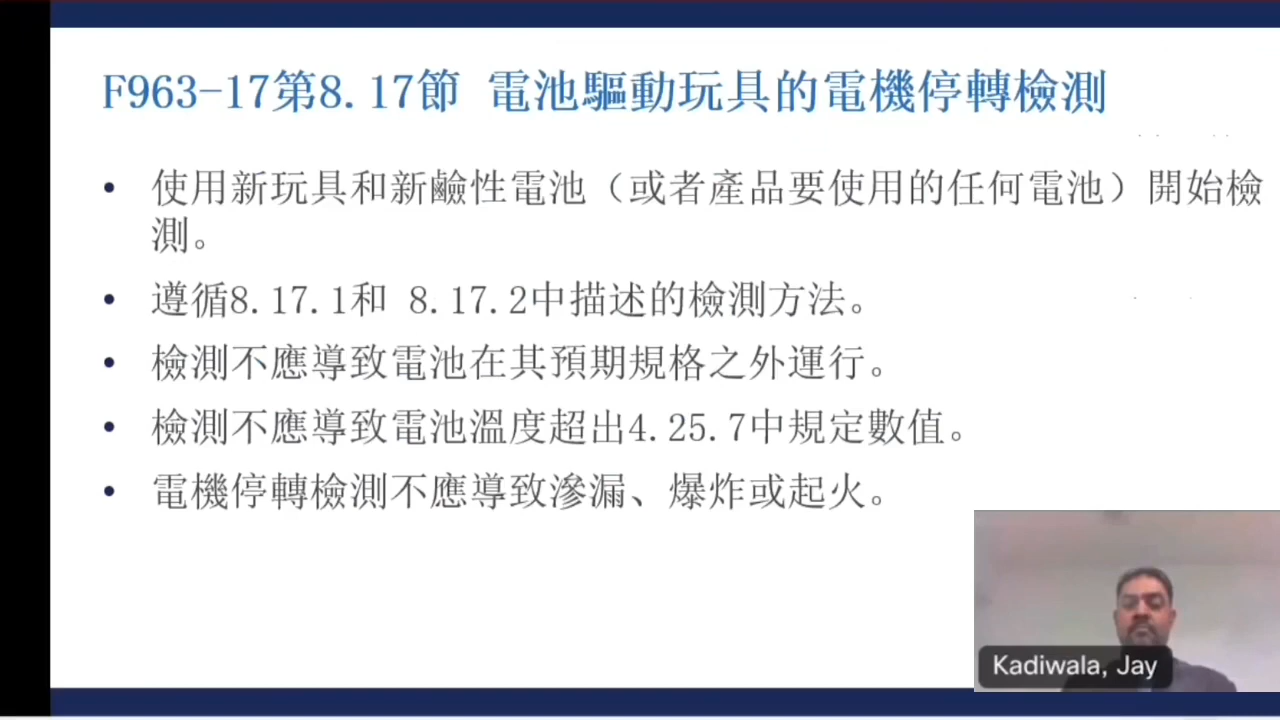 F963-17第8.17節 電池驅動玩具的電機停轉檢測
• 使用新玩具和新鹼性電池（或者產品要使用的任何電池）開始檢
測。
• 遵循8.17.1和 8.17.2中描述的檢測方法。
• 檢測不應導致電池在其預期規格之外運行。
• 檢測不應導致電池溫度超出4.25.7中規定數值。
• 電機停轉檢測不應導致滲漏、爆炸或起火。
Kadiwala, Jay